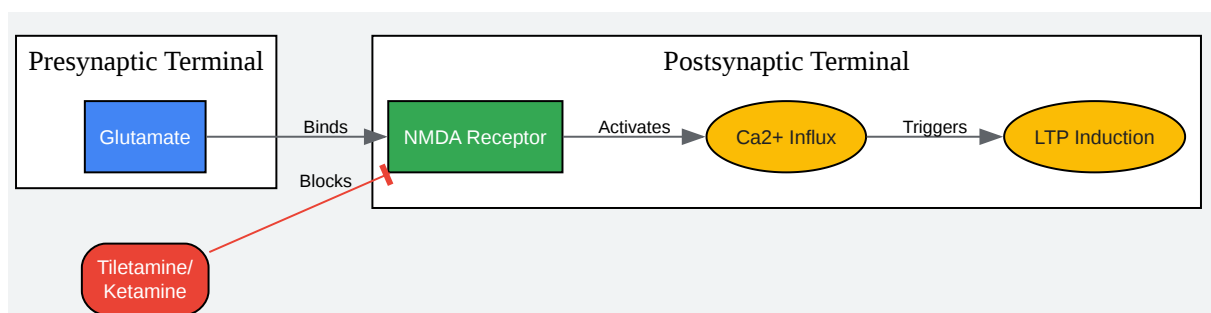 Presynaptic Terminal
Postsynaptic Terminal
Glutamate
Binds
NMDA Receptor
Activates
Ca2+ Influx
Triggers
LTP Induction
Blocks
Tiletamine/
Ketamine